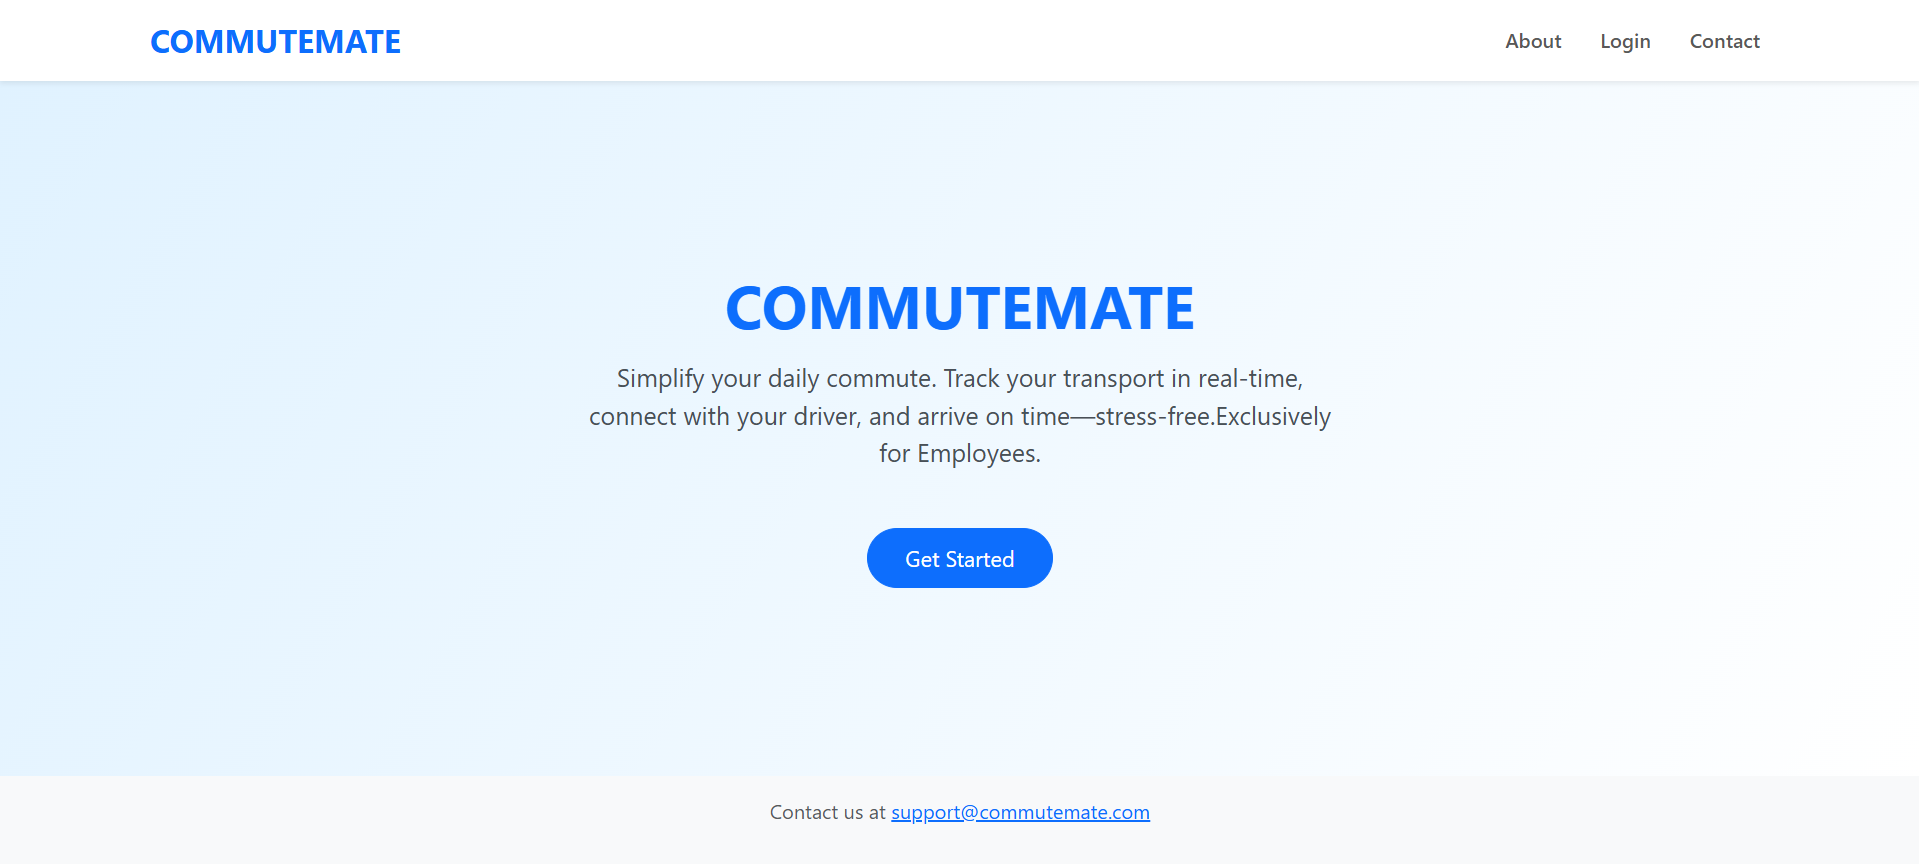 COMMUTEMATE
About Login Contact
COMMUTEMATE
Simplify your daily commute. Track your transport in real-time,
connect with your driver, and arrive on time—stress-free.Exclusively
for Employees.
Get Started
Contact us at support@commutemate.com